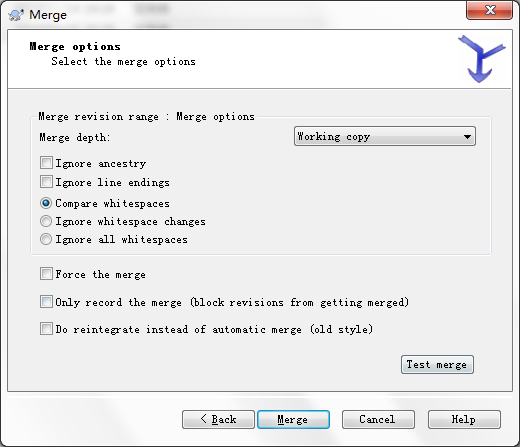 Merge
Merge options
Select the merge options
Merge revision range : Merge options
Merge depth:
Working copy
Ignore ancestry
Ignore line endings
Compare whitespaces
Ignore whitespace changes
Ignore all whitespaces
Force the merge
Only record the merge (block revisions from getting merged)
Do reintegrate instead of automatic merge (old style)
Test merge
< Back
Merge
Cancel
Help